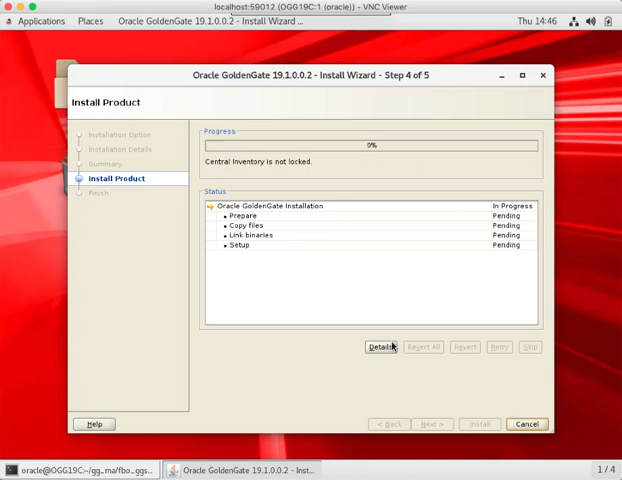 localhost:59012 (OGG19C:1 (oracle)) - VNC Viewer
Applications Places Oracle GoldenGate 19.1.0.0.2 - Install Wizard ... Thu 14:46
Oracle GoldenGate 19.1.0.0.2 - Install Wizard - Step 4 of 5
Install Product
Installation Option
Installation Details
Summary
Install Product
Finish
Progress
0%
Central Inventory is not locked.
Status
Oracle GoldenGate Installation In Progress
• Prepare Pending
• Copy files Pending
• Link binaries Pending
• Setup Pending
Details Revert All Revert Retry Skip
Help < Back Next > Install Cancel
oracle@OGG19C:~/gg_ma/fbo_ggs... Oracle GoldenGate 19.1.0.0.2 - Inst... 1 / 4